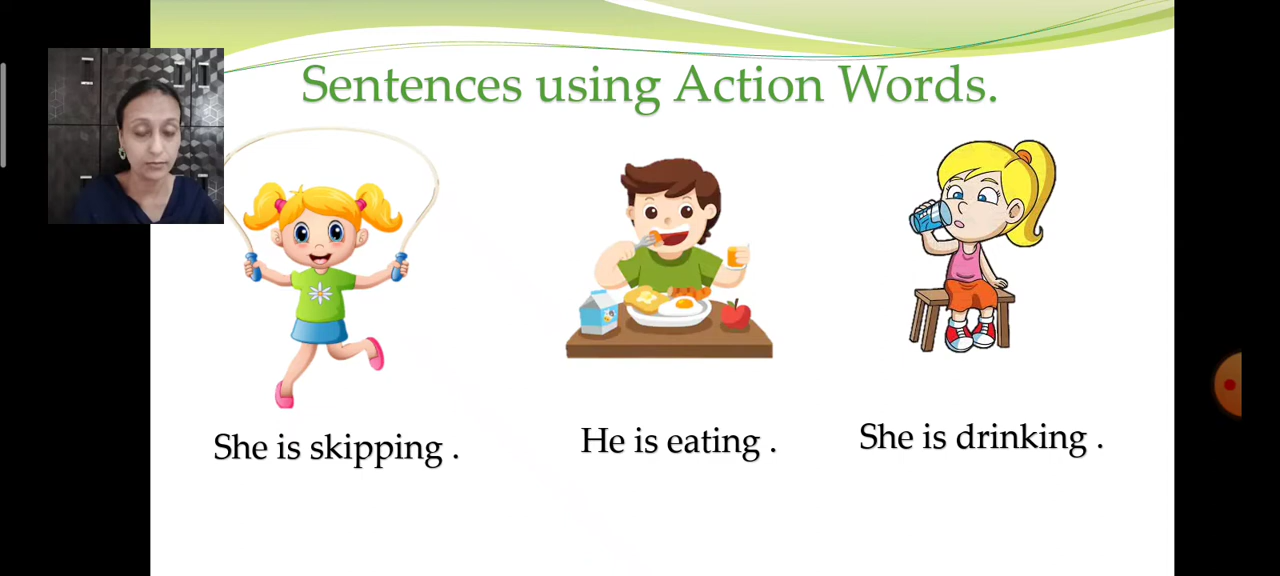 Sentences using Action Words.
She is skipping .
He is eating .
She is drinking .